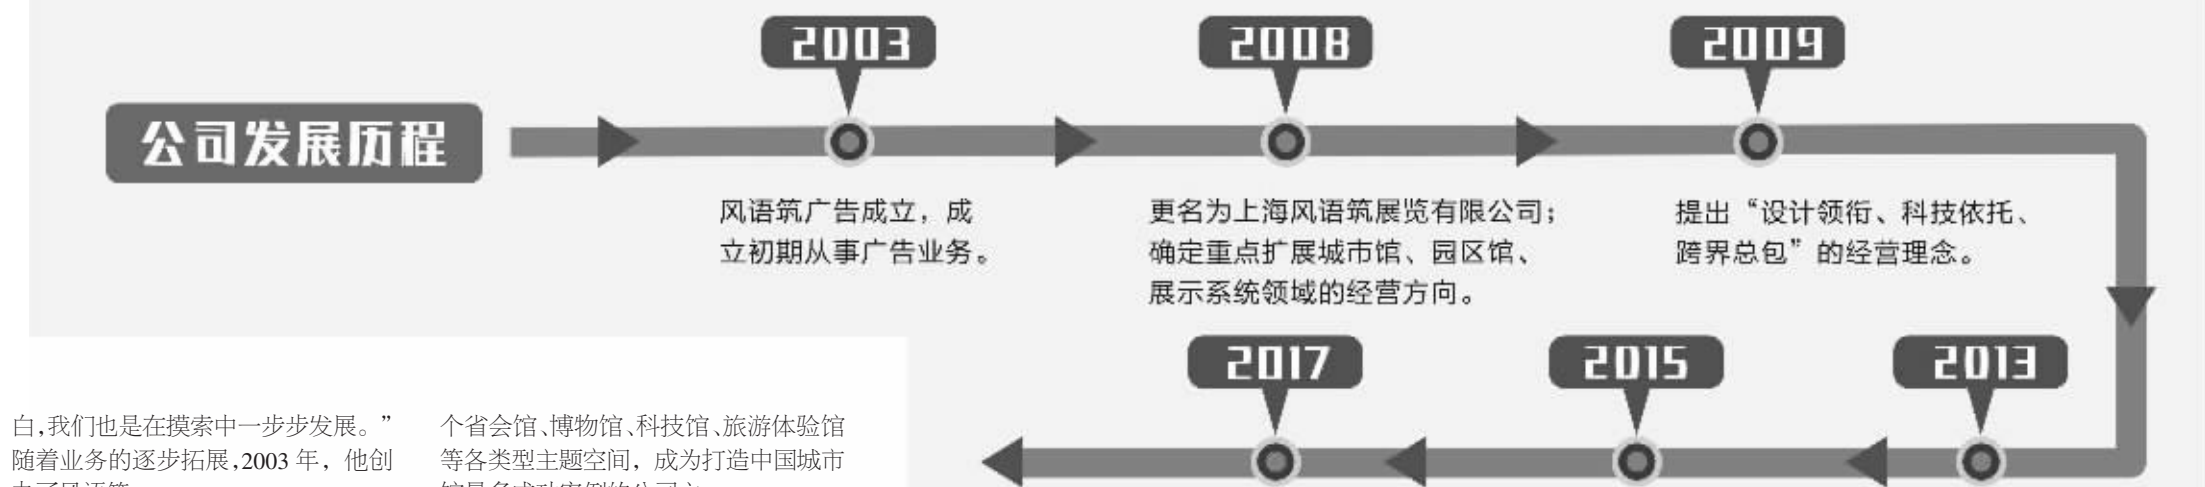 公司发展历程
2003
风语筑广告成立，成
立初期从事广告业务。
2008
更名为上海风语筑展览有限公司；
确定重点扩展城市馆、园区馆、
展示系统领域的经营方向。
2009
提出“设计领衔、科技依托、
跨界总包”的经营理念。
2013
2015
2017
白，我们也是在摸索中一步步发展。”
随着业务的逐步拓展，2003 年，他创
个省会馆、博物馆、科技馆、旅游体验馆
等各类型主题空间，成为打造中国城市